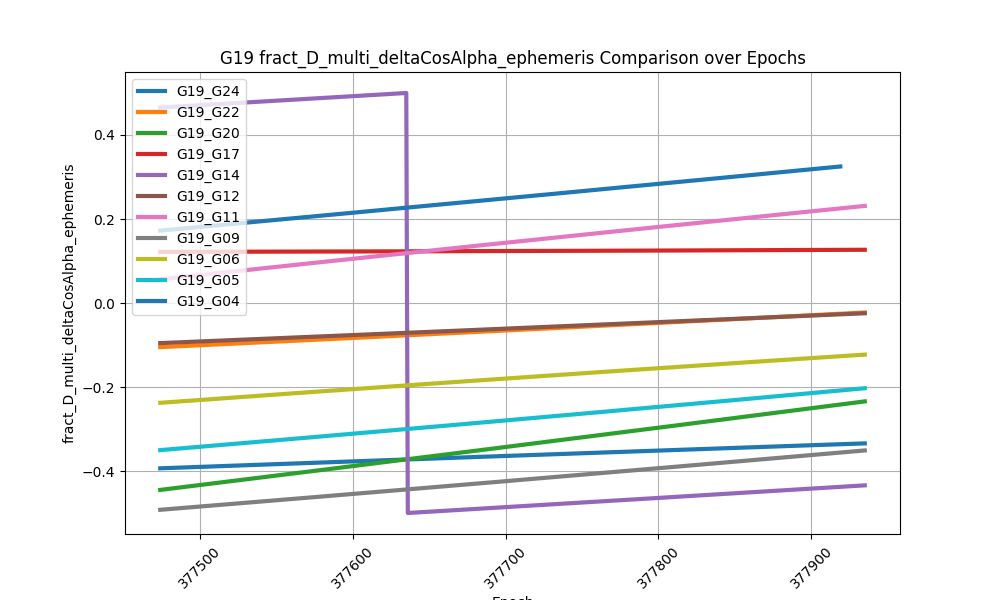 G19 fract_D_multi_deltaCosAlpha_ephemeris Comparison over Epochs
fract_D_multi_deltaCosAlpha_ephemeris
0.4
0.2
0.0
−0.2
−0.4
G19_G24
G19_G22
G19_G20
G19_G17
G19_G14
G19_G12
G19_G11
G19_G09
G19_G06
G19_G05
G19_G04
377500
377600
377700
377800
377900
Epoch